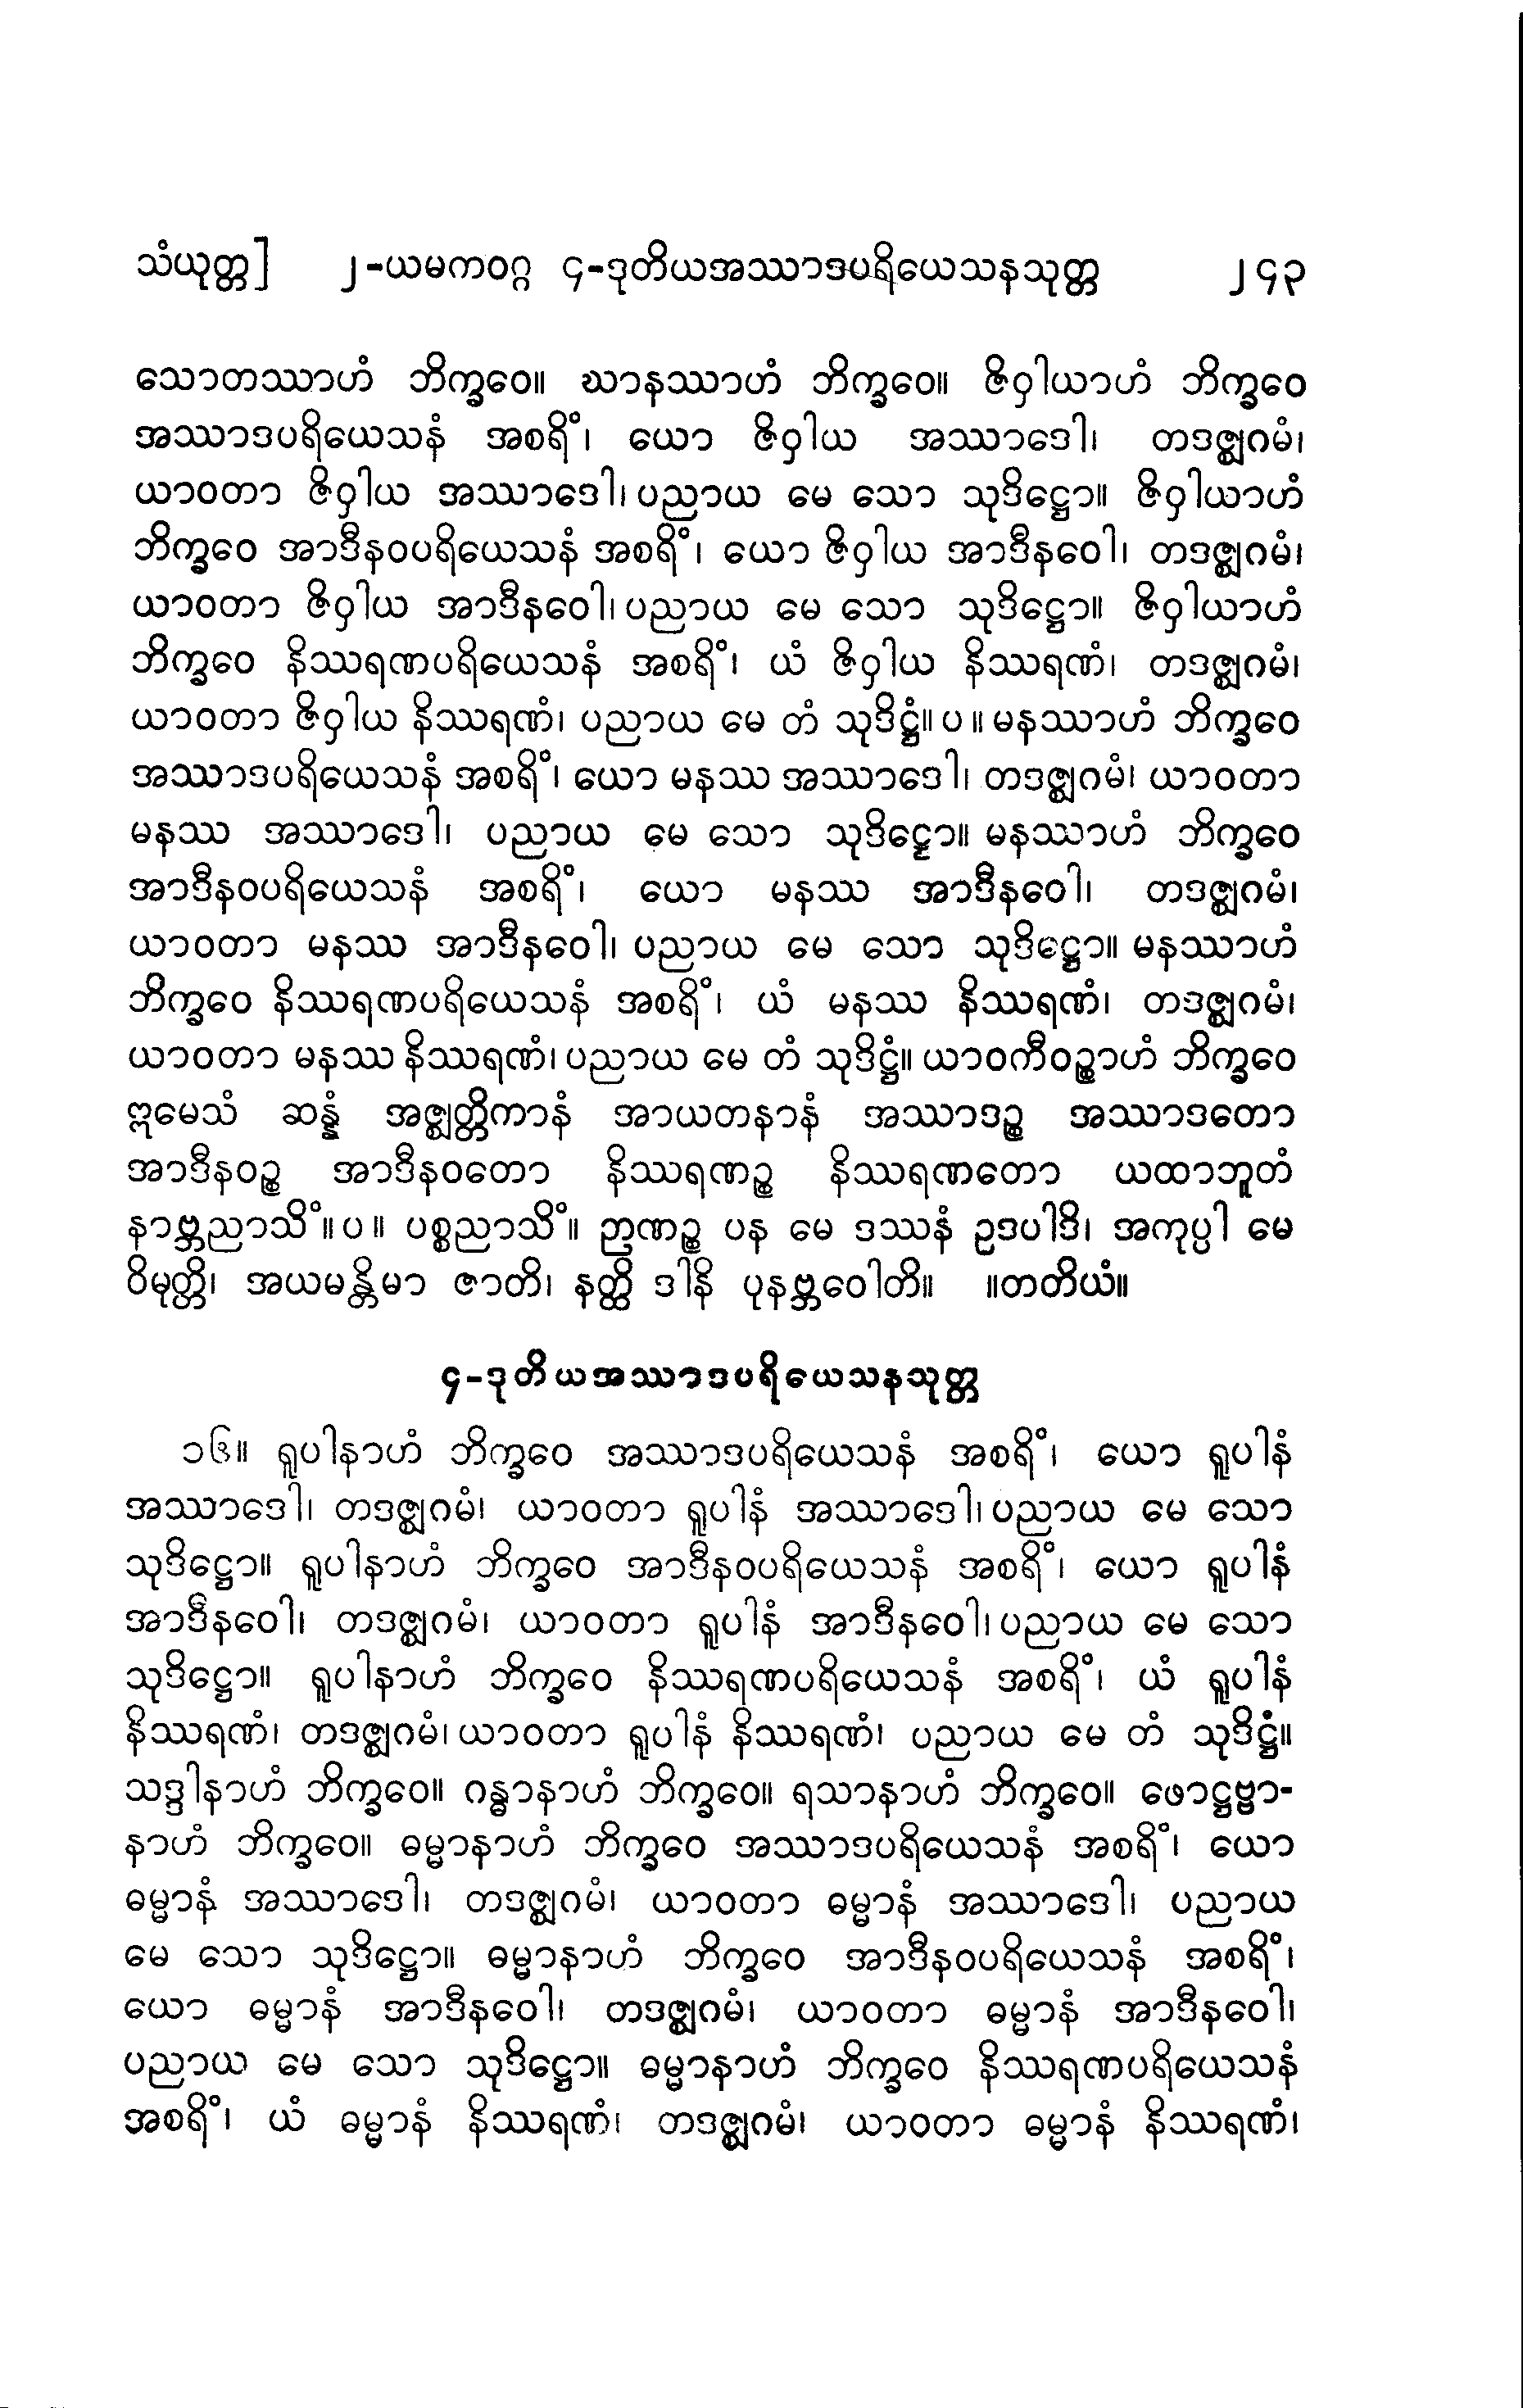 သံယုတ္တ] ၂-ယမကဝဂ္ဂ ၄-ဒုတိယအဿာဒပရိယေသနသုတ္တ ၂၄၃
သောတဿာဟံ ဘိက္ခဝေ။ ဃာနဿာဟံ ဘိက္ခဝေ။ ဇိဝှါယာဟံ ဘိက္ခဝေ
အဿာဒပရိယေသနံ အစရိံ၊ ယော ဇိဝှါယ အဿာဒေါ၊ တဒဇ္ဈဂမံ၊
ယာဝတာ ဇိဝှါယ အဿာဒေါ၊ ပညာယ မေ သော သုဒိဋ္ဌော။ ဇိဝှါယာဟံ
ဘိက္ခဝေ အာဒီနဝပရိယေသနံ အစရိံ၊ ယော ဇိဝှါယ အာဒီနဝေါ၊ တဒဇ္ဈဂမံ၊
ယာဝတာ ဇိဝှါယ အာဒီနဝေါ၊ ပညာယ မေ သော သုဒိဋ္ဌော။ ဇိဝှါယာဟံ
ဘိက္ခဝေ နိဿရဏပရိယေသနံ အစရိံ၊ ယံ ဇိဝှါယ နိဿရဏံ၊ တဒဇ္ဈဂမံ၊
ယာဝတာ ဇိဝှါယ နိဿရဏံ၊ ပညာယ မေ တံ သုဒိဋ္ဌံ။ ပ ။ မနဿာဟံ ဘိက္ခဝေ
အဿာဒပရိယေသနံ အစရိံ၊ ယော မနဿ အဿာဒေါ၊ တဒဇ္ဈဂမံ၊ ယာဝတာ
မနဿ အဿာဒေါ၊ ပညာယ မေ သော သုဒိဋ္ဌော။ မနဿာဟံ ဘိက္ခဝေ
အာဒီနဝပရိယေသနံ အစရိံ၊ ယော မနဿ အာဒီနဝေါ၊ တဒဇ္ဈဂမံ၊
ယာဝတာ မနဿ အာဒီနဝေါ၊ ပညာယ မေ သော သုဒိဋ္ဌော။ မနဿာဟံ
ဘိက္ခဝေ နိဿရဏပရိယေသနံ အစရိံ၊ ယံ မနဿ နိဿရဏံ၊ တဒဇ္ဈဂမံ၊
ယာဝတာ မနဿ နိဿရဏံ၊ ပညာယ မေ တံ သုဒိဋ္ဌံ။ ယာဝကီဝဉ္စာဟံ ဘိက္ခဝေ
ဣမေသံ ဆန္နံ အဇ္ဈတ္တိကာနံ အာယတနာနံ အဿာဒဉ္စ အဿာဒတော
အာဒီနဝဉ္စ အာဒီနဝတော နိဿရဏဉ္စ နိဿရဏတော ယထာဘူတံ
နာဗ္ဘညာသိံ။ ပ ။ ပစ္စညာသိံ။ ဉာဏဉ္စ ပန မေ ဒဿနံ ဥဒပါဒိ၊ အကုပ္ပါ မေ
ဝိမုတ္တိ၊ အယမန္တိမာ ဇာတိ၊ နတ္ထိ ဒါနိ ပုနဗ္ဘဝေါတိ။ ။တတိယံ။
၄-ဒုတိယအဿာဒပရိယေသနသုတ္တ
၁၆။ ရူပါနာဟံ ဘိက္ခဝေ အဿာဒပရိယေသနံ အစရိံ၊ ယော ရူပါနံ
အဿာဒေါ၊ တဒဇ္ဈဂမံ၊ ယာဝတာ ရူပါနံ အဿာဒေါ၊ ပညာယ မေ သော
သုဒိဋ္ဌော။ ရူပါနာဟံ ဘိက္ခဝေ အာဒီနဝပရိယေသနံ အစရိံ၊ ယော ရူပါနံ
အာဒီနဝေါ၊ တဒဇ္ဈဂမံ၊ ယာဝတာ ရူပါနံ အာဒီနဝေါ၊ ပညာယ မေ သော
သုဒိဋ္ဌော။ ရူပါနာဟံ ဘိက္ခဝေ နိဿရဏပရိယေသနံ အစရိံ၊ ယံ ရူပါနံ
နိဿရဏံ၊ တဒဇ္ဈဂမံ၊ ယာဝတာ ရူပါနံ နိဿရဏံ၊ ပညာယ မေ တံ သုဒိဋ္ဌံ။
သဒ္ဒါနာဟံ ဘိက္ခဝေ။ ဂန္ဓာနာဟံ ဘိက္ခဝေ။ ရသာနာဟံ ဘိက္ခဝေ။ ဖောဋ္ဌဗ္ဗာ-
နာဟံ ဘိက္ခဝေ။ ဓမ္မာနာဟံ ဘိက္ခဝေ အဿာဒပရိယေသနံ အစရိံ၊ ယော
ဓမ္မာနံ အဿာဒေါ၊ တဒဇ္ဈဂမံ၊ ယာဝတာ ဓမ္မာနံ အဿာဒေါ၊ ပညာယ
မေ သော သုဒိဋ္ဌော။ ဓမ္မာနာဟံ ဘိက္ခဝေ အာဒီနဝပရိယေသနံ အစရိံ၊
ယော ဓမ္မာနံ အာဒီနဝေါ၊ တဒဇ္ဈဂမံ၊ ယာဝတာ ဓမ္မာနံ အာဒီနဝေါ၊
ပညာယ မေ သော သုဒိဋ္ဌော။ ဓမ္မာနာဟံ ဘိက္ခဝေ နိဿရဏပရိယေသနံ
အစရိံ၊ ယံ ဓမ္မာနံ နိဿရဏံ၊ တဒဇ္ဈဂမံ၊ ယာဝတာ ဓမ္မာနံ နိဿရဏံ၊